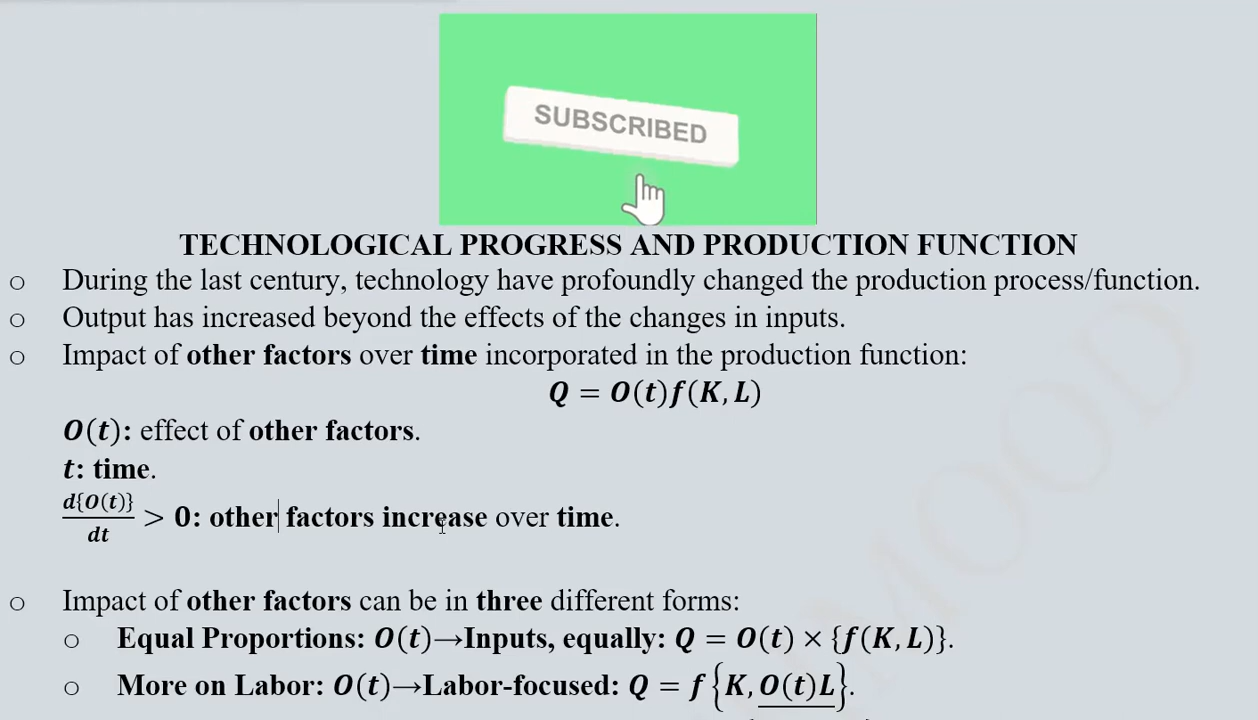 SUBSCRIBED
TECHNOLOGICAL PROGRESS AND PRODUCTION FUNCTION
o During the last century, technology have profoundly changed the production process/function.
o Output has increased beyond the effects of the changes in inputs.
o Impact of other factors over time incorporated in the production function:
Q = O(t)f(K, L)
O(t): effect of other factors.
t: time.
d{O(t)}/dt > 0: other factors increase over time.
o Impact of other factors can be in three different forms:
o Equal Proportions: O(t)→Inputs, equally: Q = O(t) × {f(K, L)}.
o More on Labor: O(t)→Labor-focused: Q = f{K, O(t)L}.
MOOD